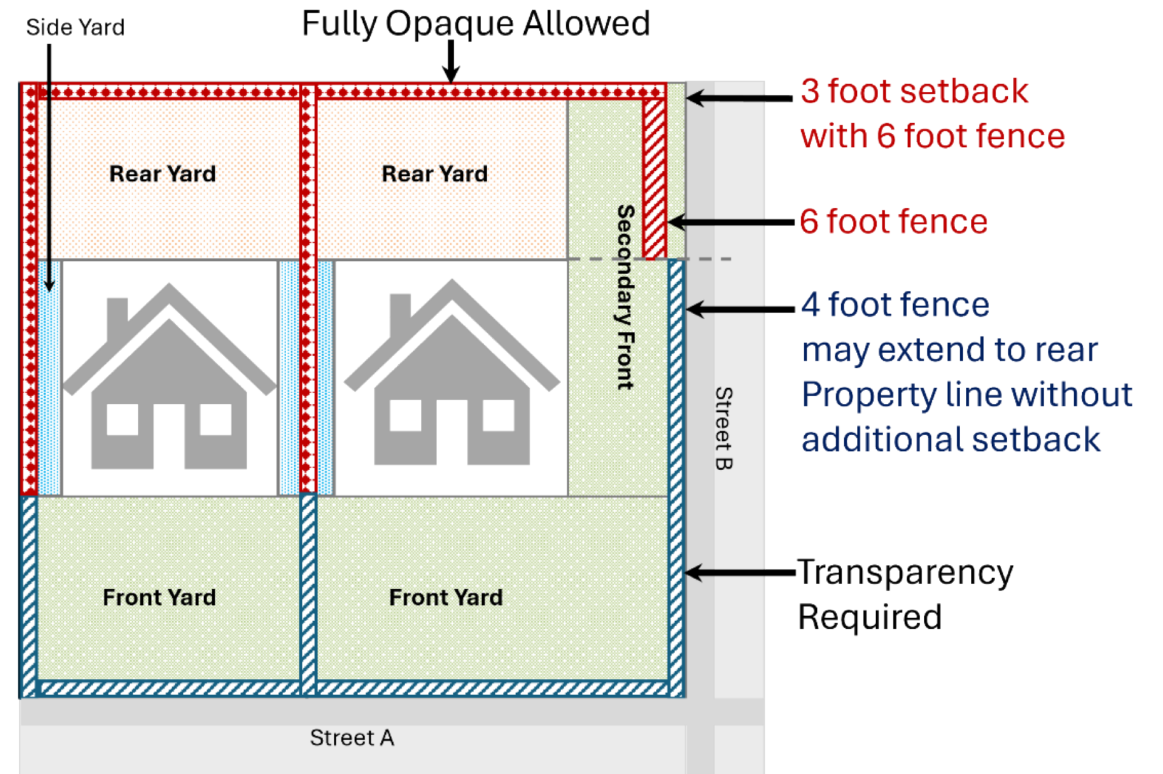 Side Yard
Fully Opaque Allowed
3 foot setback
with 6 foot fence
Rear Yard
Rear Yard
6 foot fence
Secondary Front
4 foot fence
may extend to rear
Property line without
additional setback
Street B
Front Yard
Front Yard
Transparency
Required
Street A